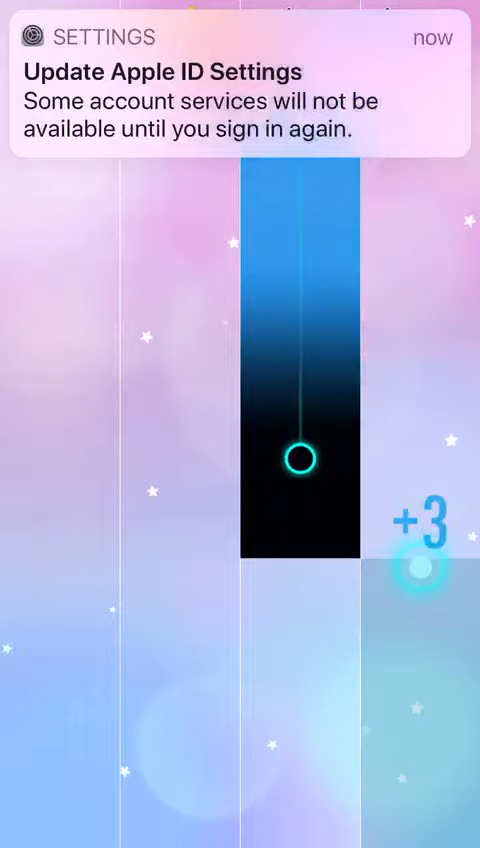 SETTINGS now
Update Apple ID Settings
Some account services will not be
available until you sign in again.
+3